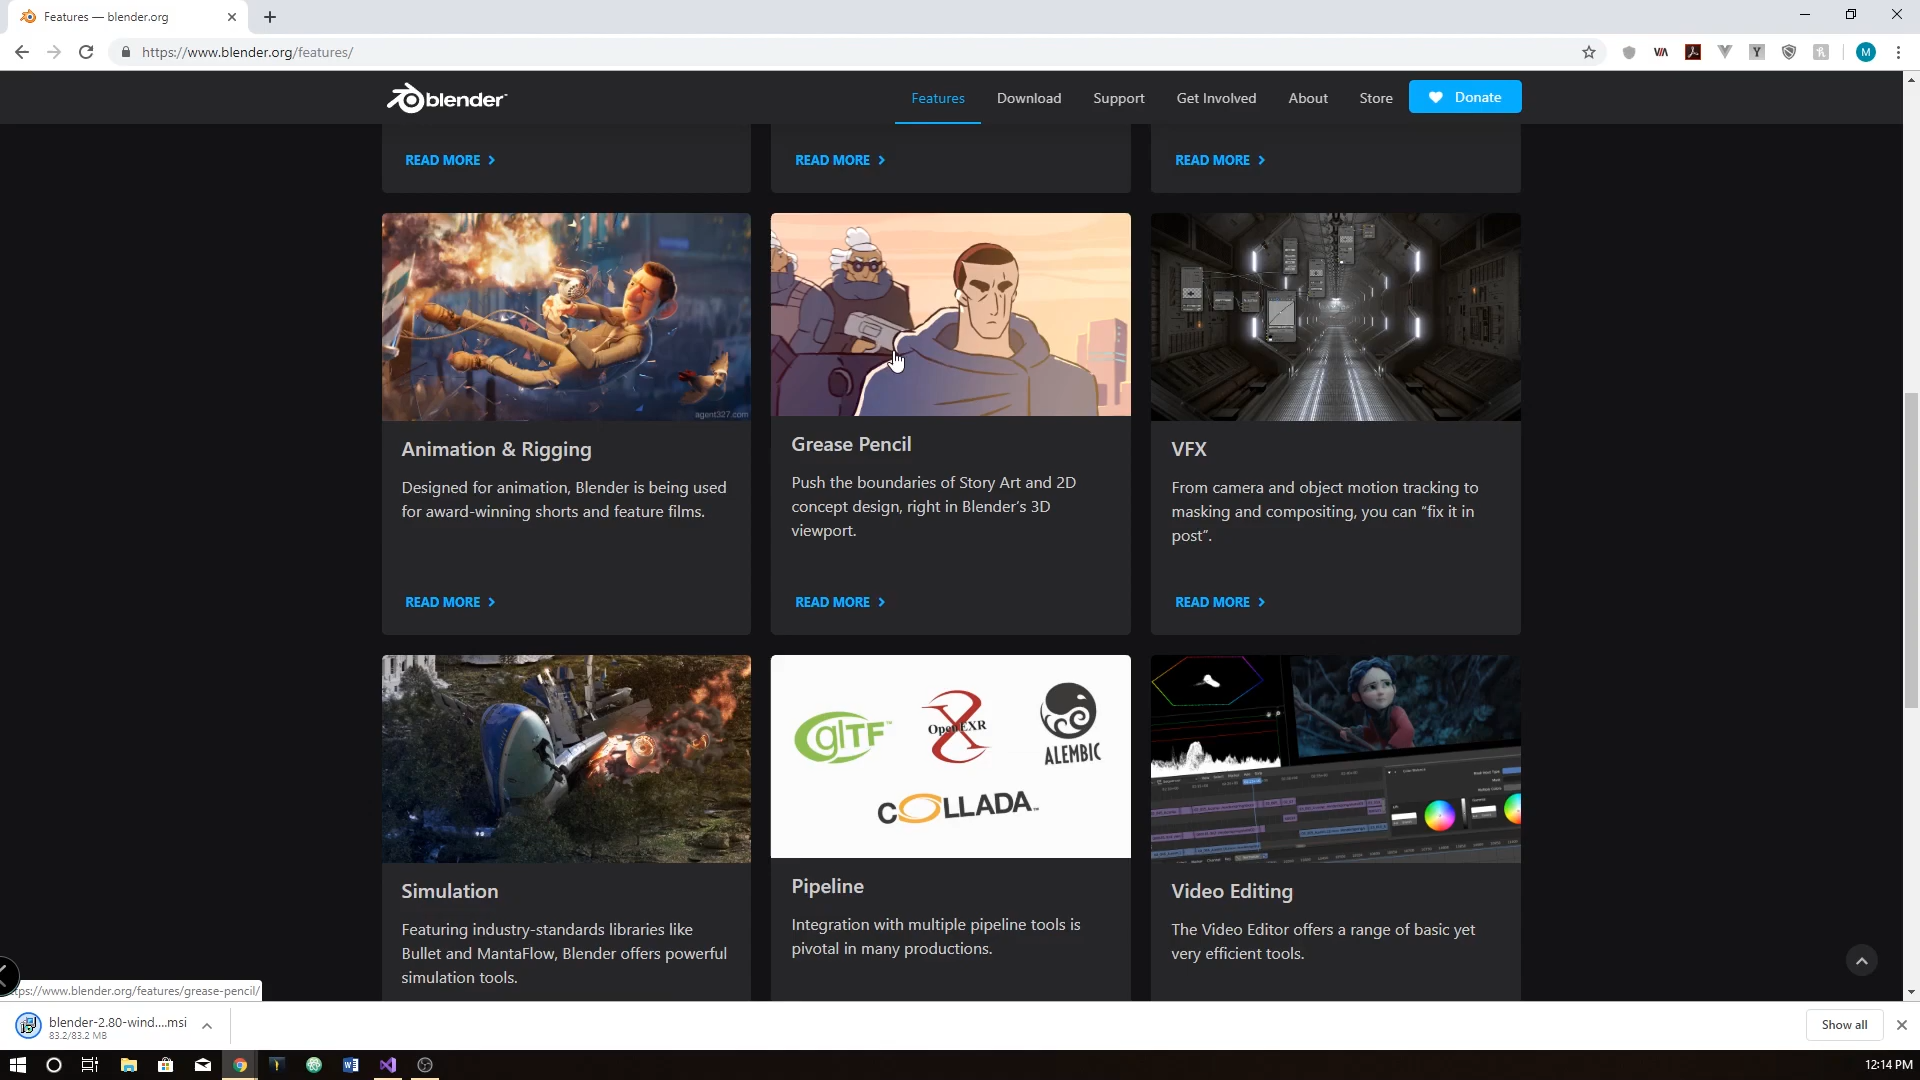 Features — blender.org
https://www.blender.org/features/
VIA
Y
M
blender
Features
Download
Support
Get Involved
About
Store
Donate
READ MORE
READ MORE
READ MORE
agent327.com
Animation & Rigging
Designed for animation, Blender is being used
for award-winning shorts and feature films.
READ MORE
Grease Pencil
Push the boundaries of Story Art and 2D
concept design, right in Blender’s 3D
viewport.
READ MORE
VFX
From camera and object motion tracking to
masking and compositing, you can “fix it in
post”.
READ MORE
glTF™
OpenEXR
ALEMBIC
COLLADA™
Simulation
Featuring industry-standards libraries like
Bullet and MantaFlow, Blender offers powerful
simulation tools.
Pipeline
Integration with multiple pipeline tools is
pivotal in many productions.
Video Editing
The Video Editor offers a range of basic yet
very efficient tools.
tps://www.blender.org/features/grease-pencil/
blender-2.80-wind....msi
83.2/83.2 MB
Show all
12:14 PM